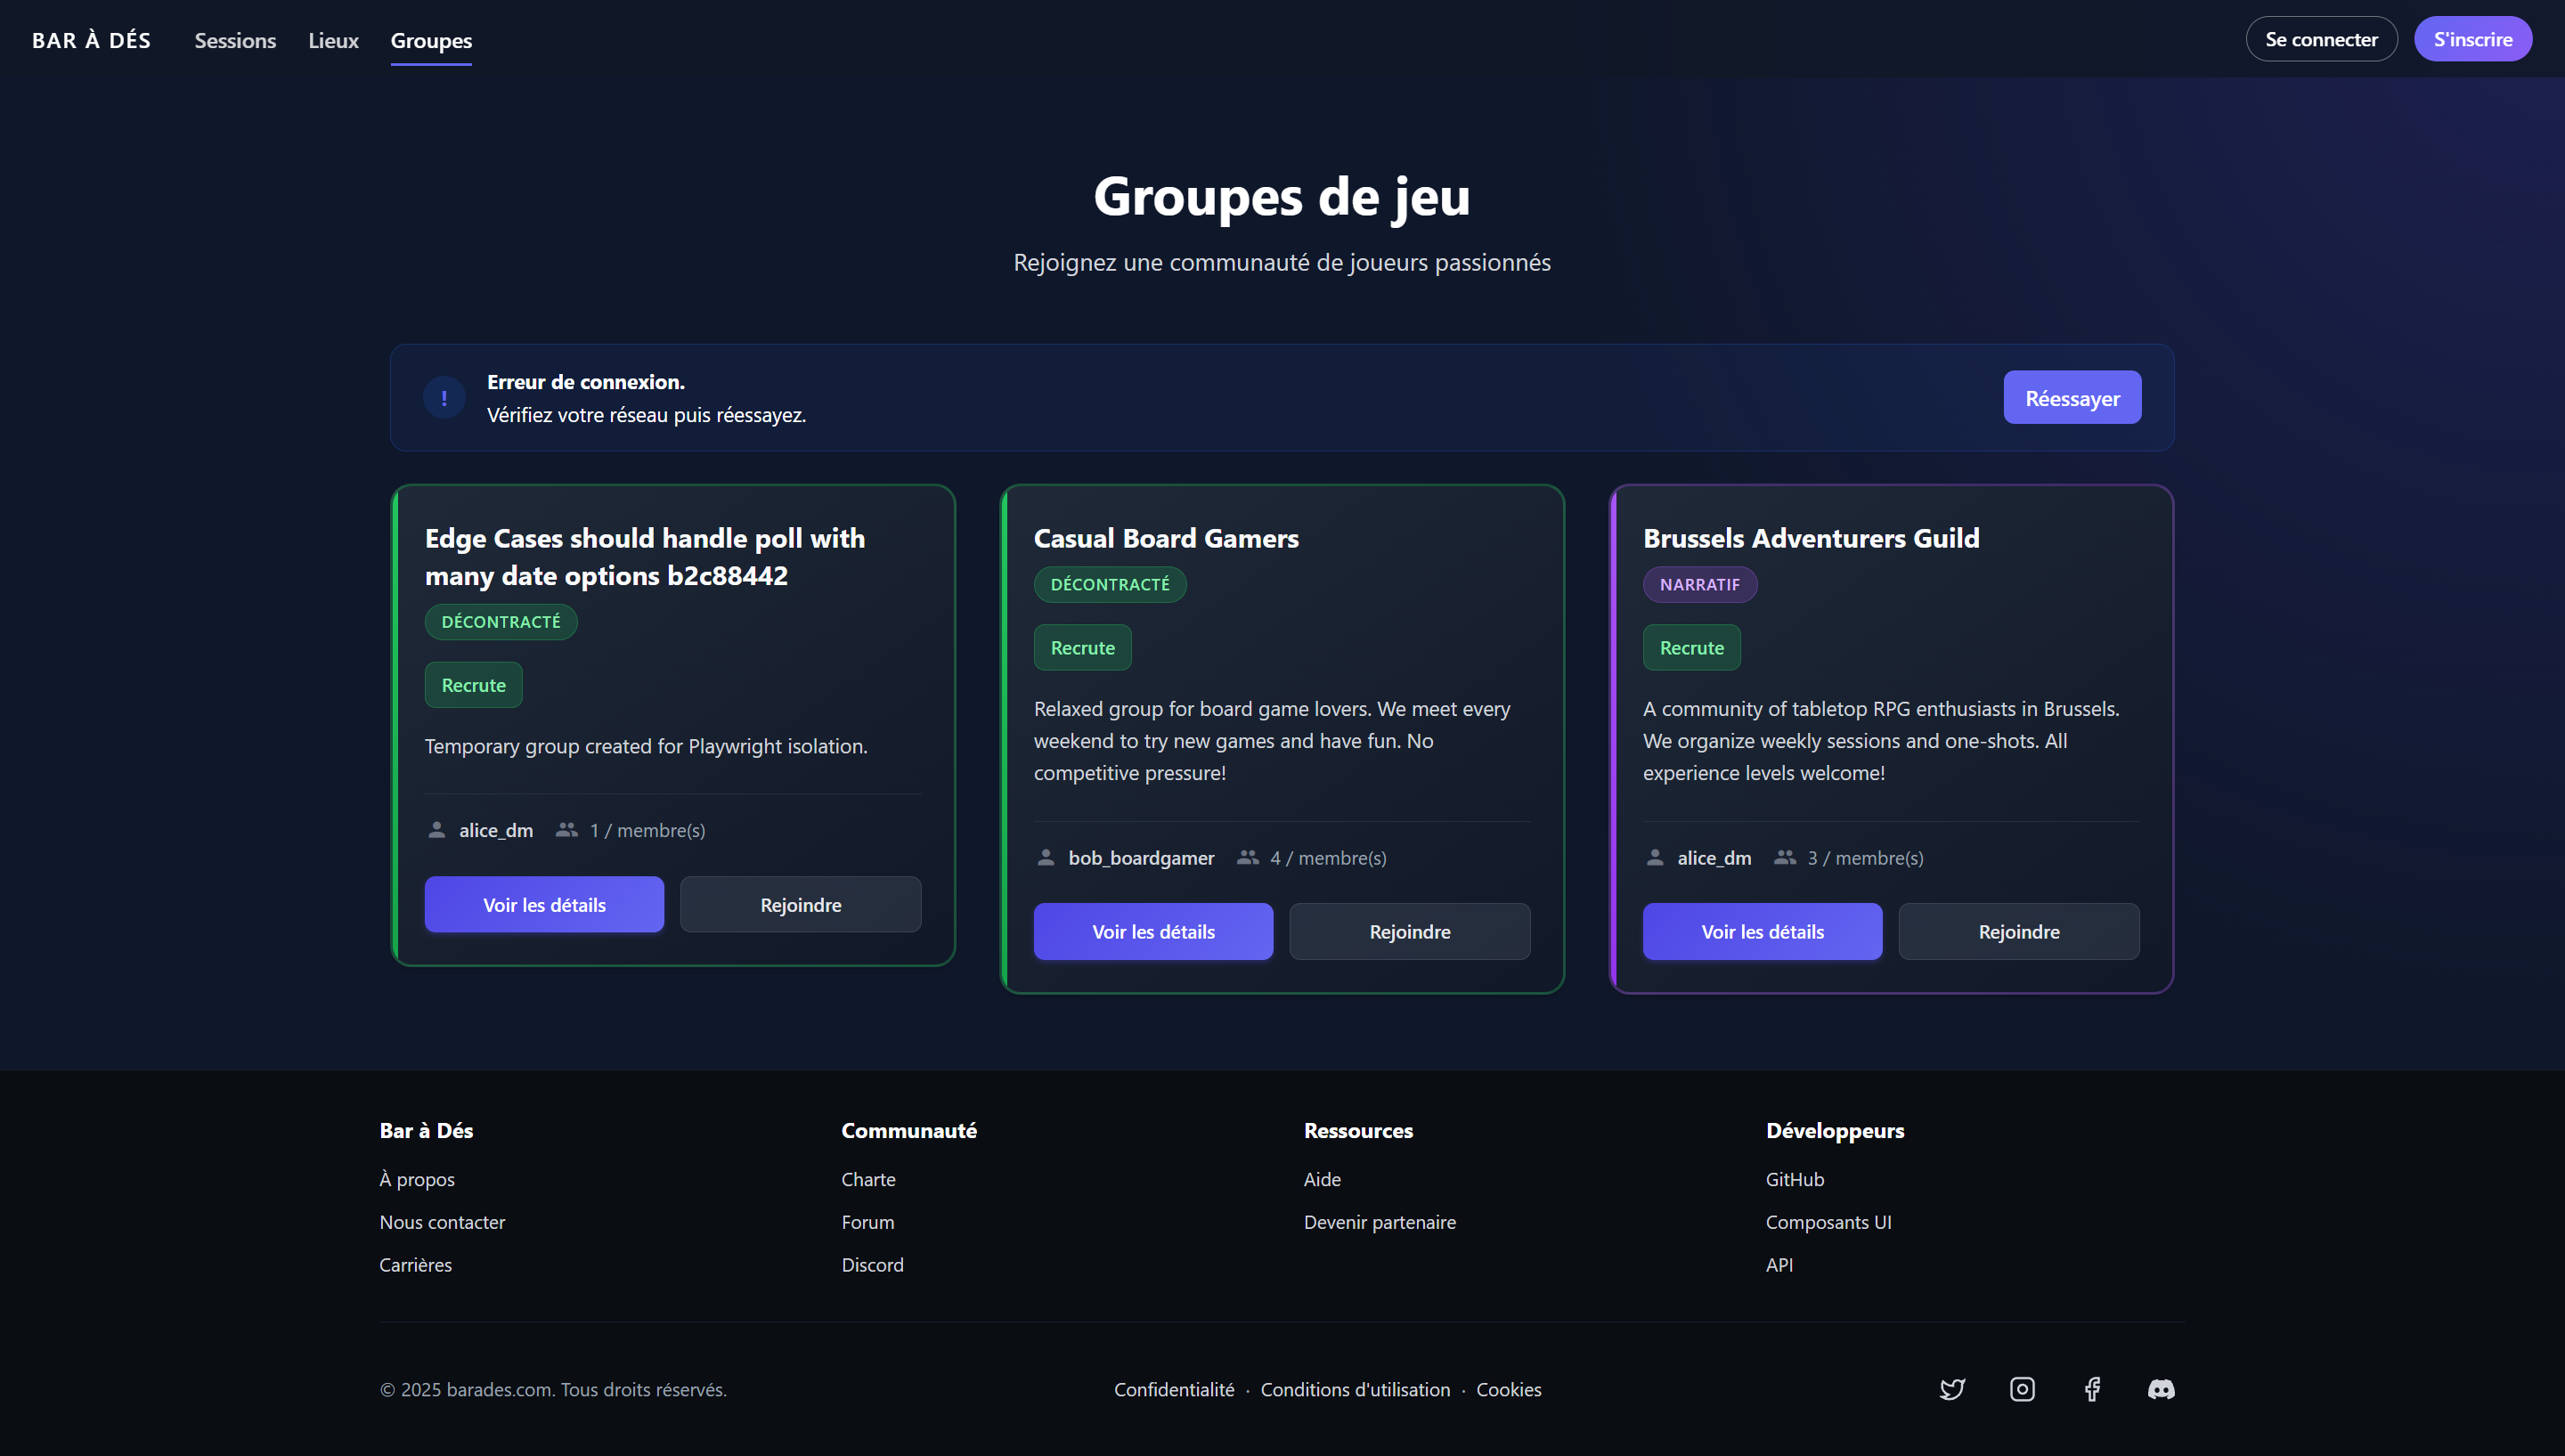 BAR À DÉS
Sessions
Lieux
Groupes
Se connecter
S'inscrire
Groupes de jeu
Rejoignez une communauté de joueurs passionnés
!
Erreur de connexion.
Vérifiez votre réseau puis réessayez.
Réessayer
Edge Cases should handle poll with
many date options b2c88442
DÉCONTRACTÉ
Recrute
Temporary group created for Playwright isolation.
alice_dm
1 / membre(s)
Voir les détails
Rejoindre
Casual Board Gamers
DÉCONTRACTÉ
Recrute
Relaxed group for board game lovers. We meet every
weekend to try new games and have fun. No
competitive pressure!
bob_boardgamer
4 / membre(s)
Voir les détails
Rejoindre
Brussels Adventurers Guild
NARRATIF
Recrute
A community of tabletop RPG enthusiasts in Brussels.
We organize weekly sessions and one-shots. All
experience levels welcome!
alice_dm
3 / membre(s)
Voir les détails
Rejoindre
Bar à Dés
À propos
Nous contacter
Carrières
Communauté
Charte
Forum
Discord
Ressources
Aide
Devenir partenaire
Développeurs
GitHub
Composants UI
API
© 2025 barades.com. Tous droits réservés.
Confidentialité · Conditions d'utilisation · Cookies